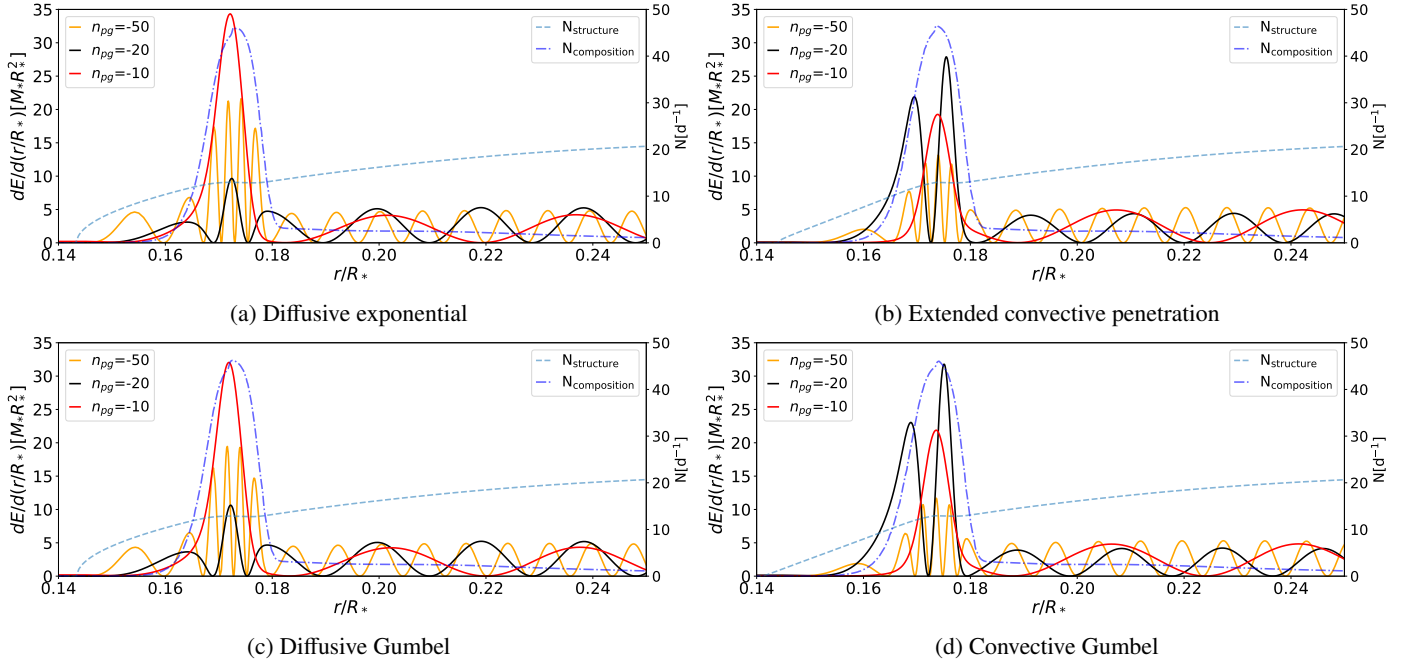 35
30
25
20
15
10
5
0
dE/d(r/R*)[M*R*²]
n_pg=-50
n_pg=-20
n_pg=-10
N_structure
N_composition
50
40
30
20
10
0
N[d⁻¹]
0.14 0.16 0.18 0.20 0.22 0.24
r/R*
(a) Diffusive exponential
35
30
25
20
15
10
5
0
dE/d(r/R*)[M*R*²]
n_pg=-50
n_pg=-20
n_pg=-10
N_structure
N_composition
50
40
30
20
10
0
N[d⁻¹]
0.14 0.16 0.18 0.20 0.22 0.24
r/R*
(b) Extended convective penetration
35
30
25
20
15
10
5
0
dE/d(r/R*)[M*R*²]
n_pg=-50
n_pg=-20
n_pg=-10
N_structure
N_composition
50
40
30
20
10
0
N[d⁻¹]
0.14 0.16 0.18 0.20 0.22 0.24
r/R*
(c) Diffusive Gumbel
35
30
25
20
15
10
5
0
dE/d(r/R*)[M*R*²]
n_pg=-50
n_pg=-20
n_pg=-10
N_structure
N_composition
50
40
30
20
10
0
N[d⁻¹]
0.14 0.16 0.18 0.20 0.22 0.24
r/R*
(d) Convective Gumbel